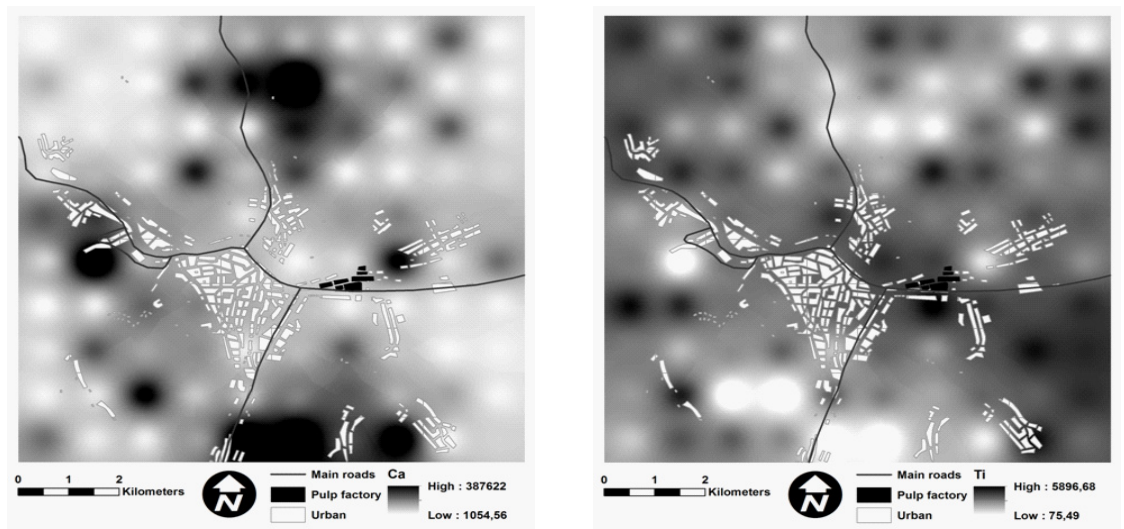 0 1 2
Kilometers
N
Main roads
Pulp factory
Urban
Ca
High : 387622
Low : 1054,56
0 1 2
Kilometers
N
Main roads
Pulp factory
Urban
Ti
High : 5896,68
Low : 75,49